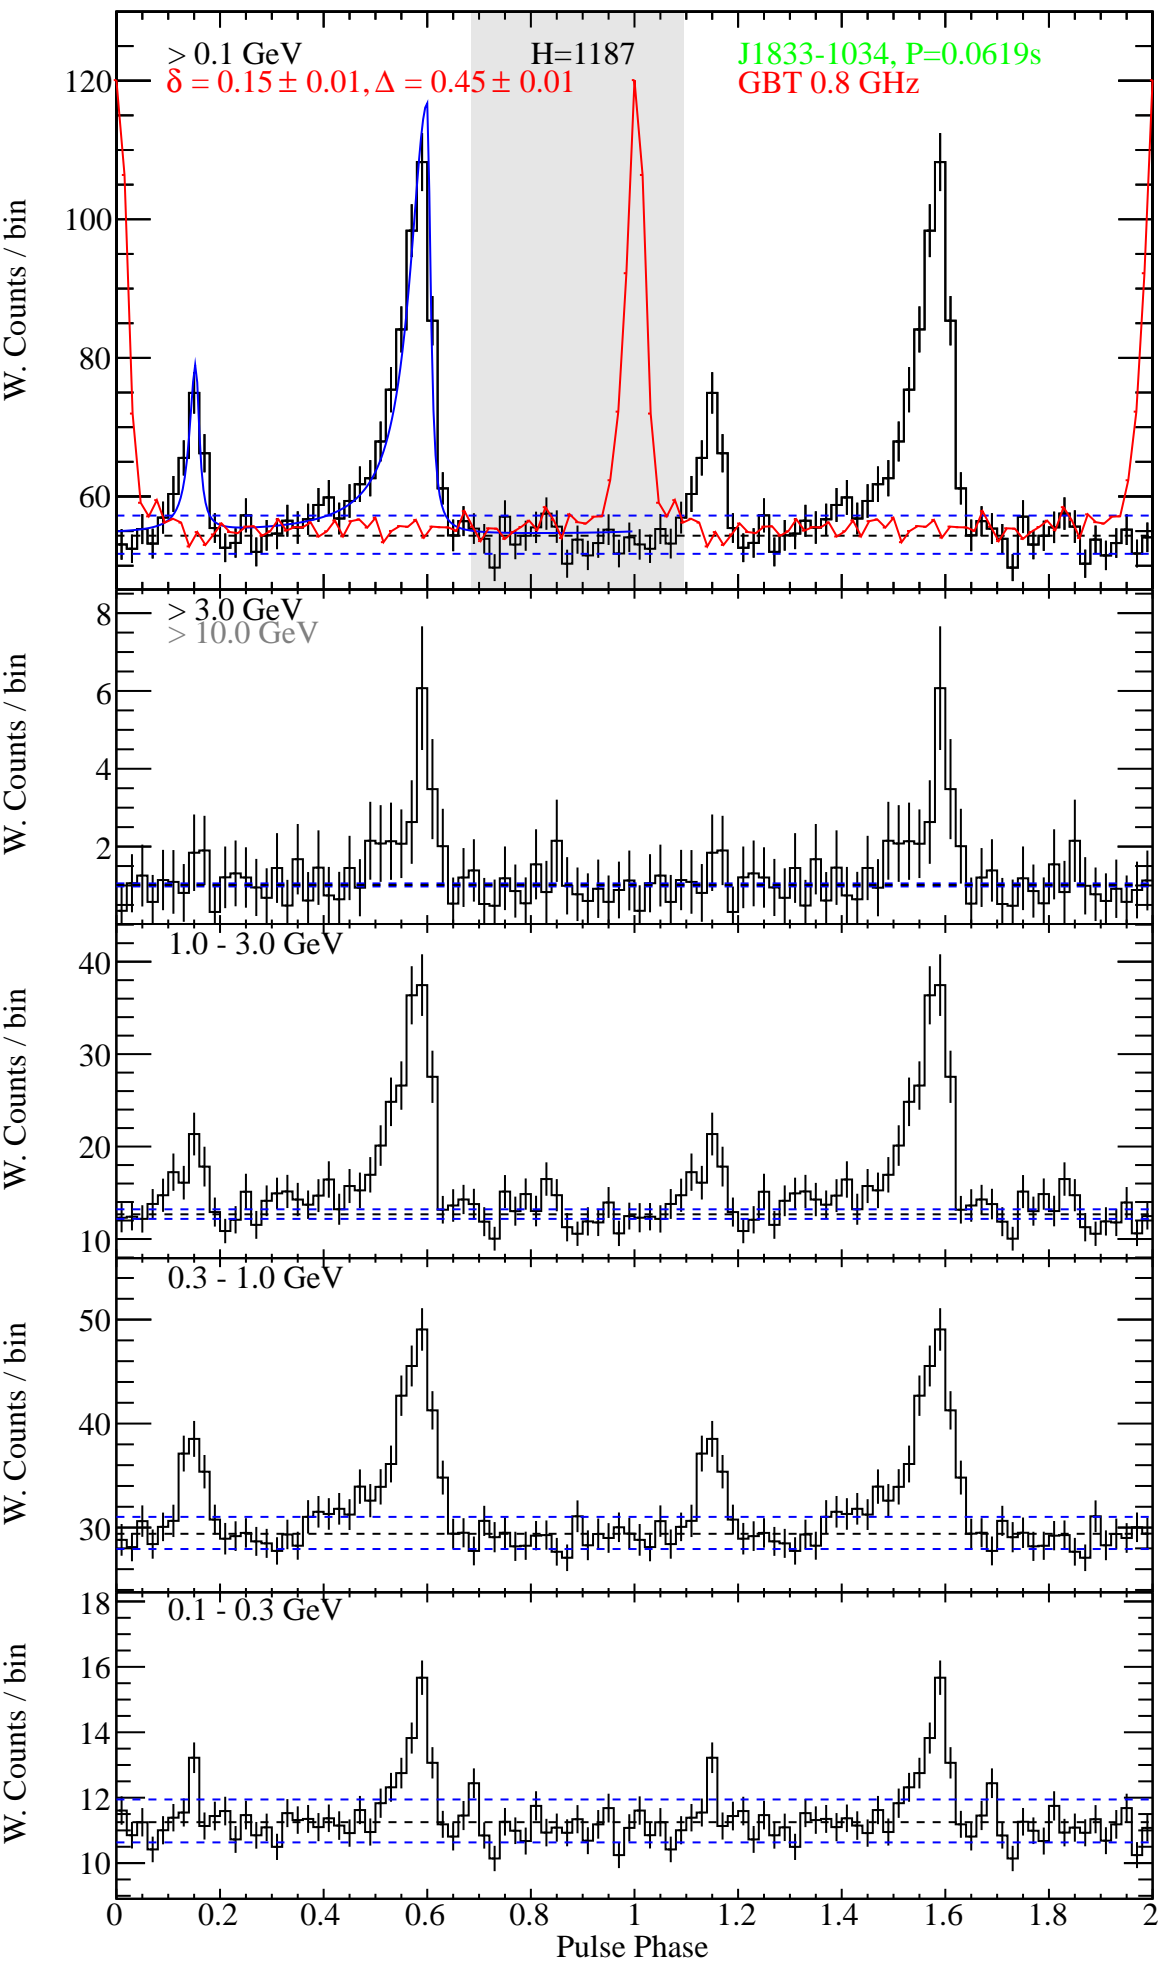 > 0.1 GeV H=1187 J1833-1034, P=0.0619s
δ = 0.15 ± 0.01, Δ = 0.45 ± 0.01 GBT 0.8 GHz
120
100
80
60
W. Counts / bin
> 3.0 GeV
> 10.0 GeV
8
6
4
2
W. Counts / bin
1.0 - 3.0 GeV
40
30
20
10
W. Counts / bin
0.3 - 1.0 GeV
50
40
30
W. Counts / bin
0.1 - 0.3 GeV
18
16
14
12
10
W. Counts / bin
0 0.2 0.4 0.6 0.8 1 1.2 1.4 1.6 1.8 2
Pulse Phase